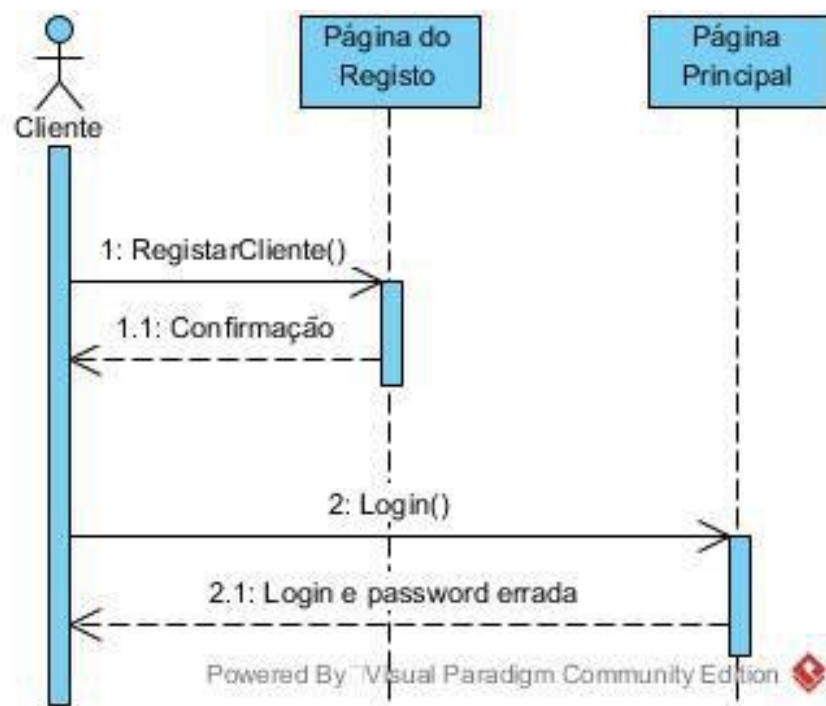 Página do
Registo
Página
Principal
Cliente
1: RegistarCliente()
1.1: Confirmação
2: Login()
2.1: Login e password errada
Powered By Visual Paradigm Community Edition